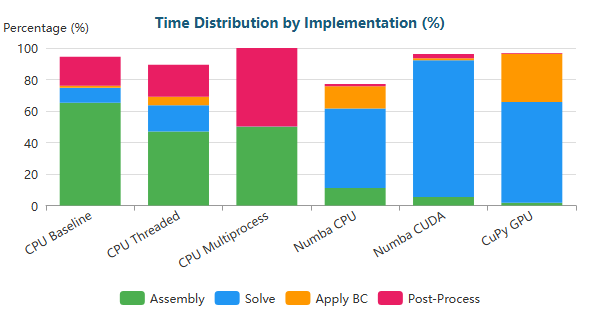 Time Distribution by Implementation (%)
Percentage (%)
100
80
60
40
20
0
CPU Baseline
CPU Threaded
CPU Multiprocess
Numba CPU
Numba CUDA
CuPy GPU
Assembly Solve Apply BC Post-Process